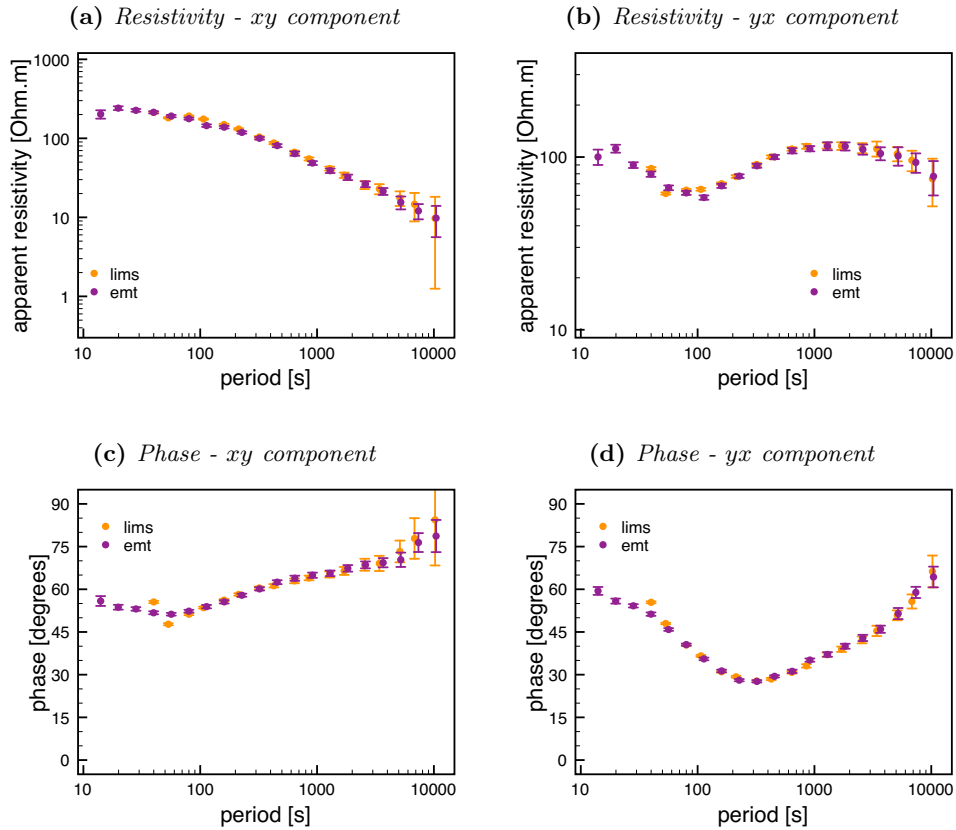 (a) Resistivity - xy component
apparent resistivity [Ohm.m]
1000
100
10
1
lims
emt
10 100 1000 10000
period [s]
(b) Resistivity - yx component
apparent resistivity [Ohm.m]
100
10
lims
emt
10 100 1000 10000
period [s]
(c) Phase - xy component
phase [degrees]
90
75
60
45
30
15
0
lims
emt
10 100 1000 10000
period [s]
(d) Phase - yx component
phase [degrees]
90
75
60
45
30
15
0
lims
emt
10 100 1000 10000
period [s]